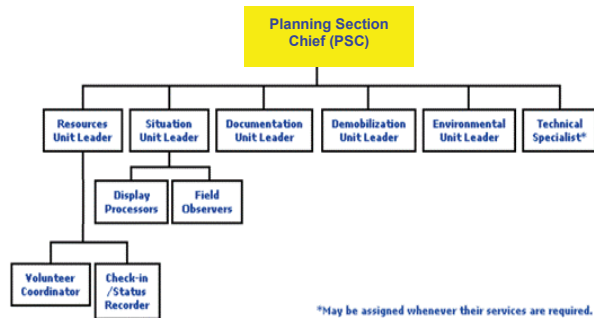 Planning Section
Chief (PSC)
Resources
Unit Leader
Situation
Unit Leader
Documentation
Unit Leader
Demobilization
Unit Leader
Environmental
Unit Leader
Technical
Specialist*
Display
Processors
Field
Observers
Volunteer
Coordinator
Check-in
/Status
Recorder
*May be assigned whenever their services are required.